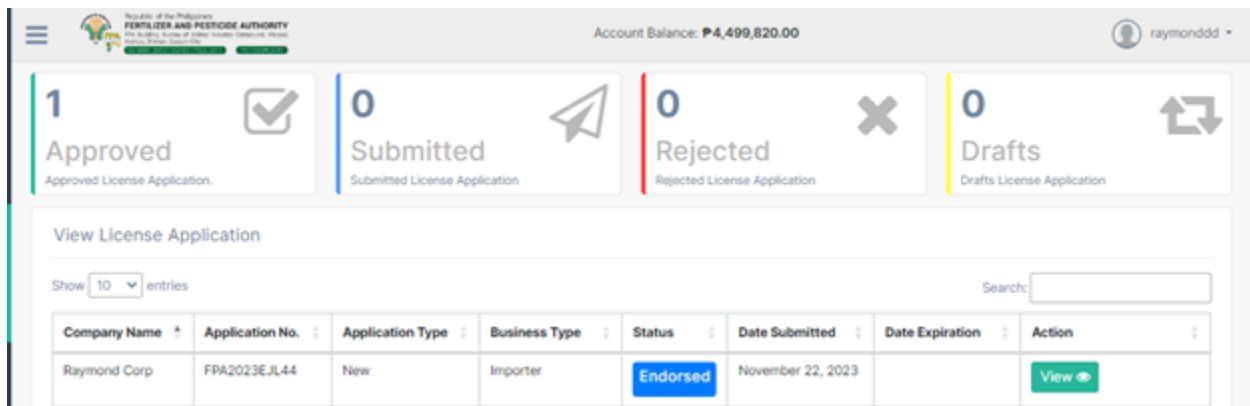 Republic of the Philippines
FERTILIZER AND PESTICIDE AUTHORITY
Account Balance: ₱4,499,820.00
raymonddd
1
Approved
Approved License Application.
0
Submitted
Submitted License Application
0
Rejected
Rejected License Application
0
Drafts
Drafts License Application
View License Application
Show 10 entries
Search:
Company Name Application No. Application Type Business Type Status Date Submitted Date Expiration Action
Raymond Corp FPA2023EJL44 New Importer Endorsed November 22, 2023 View